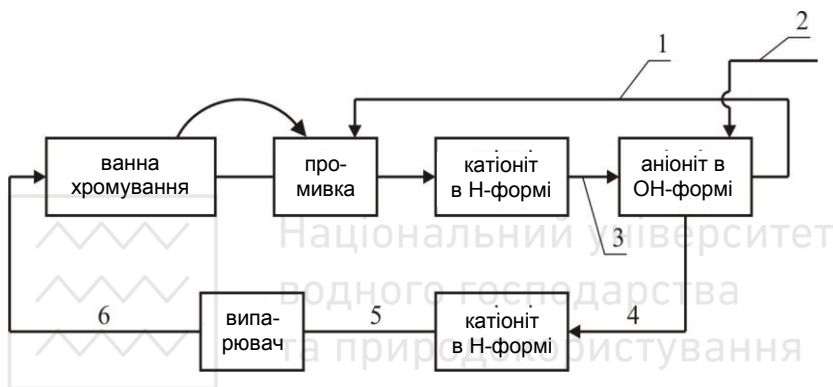 1
2
ванна
хромування
про-
мивка
катіоніт
в Н-формі
3
аніоніт в
ОН-формі
Національний університет
водного господарства
та природокористування
6
випа-
рювач
5
катіоніт
в Н-формі
4